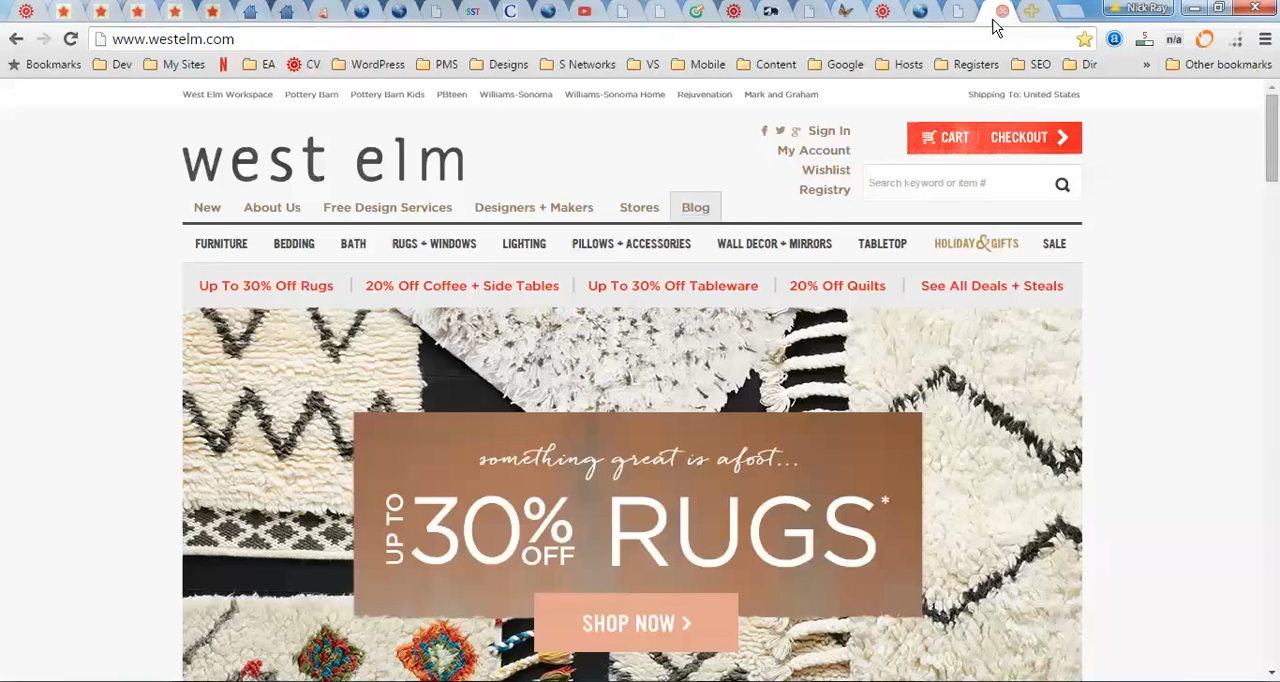 SST C Nick Ray
www.westelm.com a 5 n/a
Bookmarks Dev My Sites N EA CV WordPress PMS Designs S Networks VS Mobile Content Google Hosts Registers SEO Dir » Other bookmarks
West Elm Workspace Pottery Barn Pottery Barn Kids PBteen Williams-Sonoma Williams-Sonoma Home Rejuvenation Mark and Graham Shipping To: United States
west elm
Sign In
My Account
Wishlist
Registry
CART CHECKOUT
Search keyword or item #
New About Us Free Design Services Designers + Makers Stores Blog
FURNITURE BEDDING BATH RUGS + WINDOWS LIGHTING PILLOWS + ACCESSORIES WALL DECOR + MIRRORS TABLETOP HOLIDAY & GIFTS SALE
Up To 30% Off Rugs | 20% Off Coffee + Side Tables | Up To 30% Off Tableware | 20% Off Quilts | See All Deals + Steals
something great is afoot...
UP TO 30% OFF RUGS*
SHOP NOW >